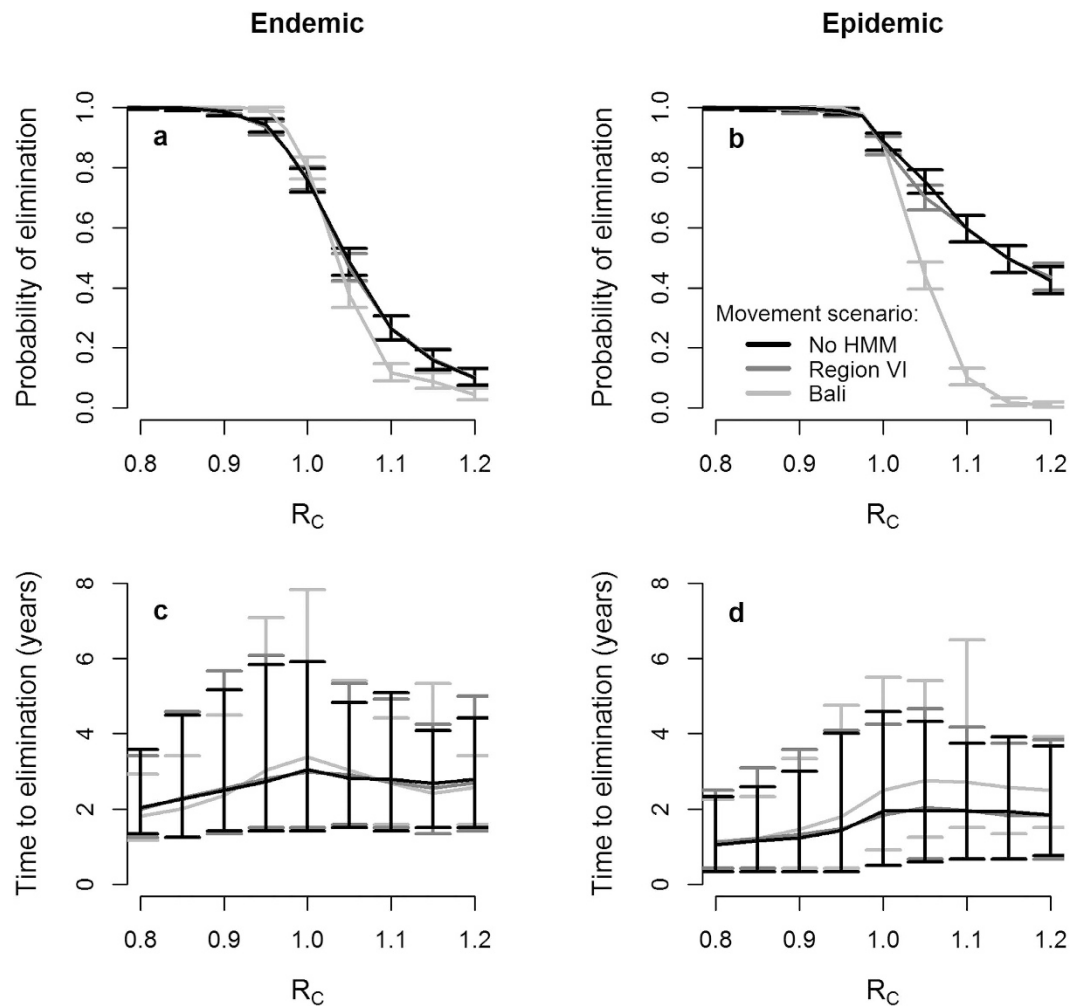 Endemic
Epidemic
a
Probability of elimination
0.0 0.2 0.4 0.6 0.8 1.0
0.8 0.9 1.0 1.1 1.2
R_C
b
Probability of elimination
0.0 0.2 0.4 0.6 0.8 1.0
Movement scenario:
No HMM
Region VI
Bali
0.8 0.9 1.0 1.1 1.2
R_C
c
Time to elimination (years)
0 2 4 6 8
0.8 0.9 1.0 1.1 1.2
R_C
d
Time to elimination (years)
0 2 4 6 8
0.8 0.9 1.0 1.1 1.2
R_C